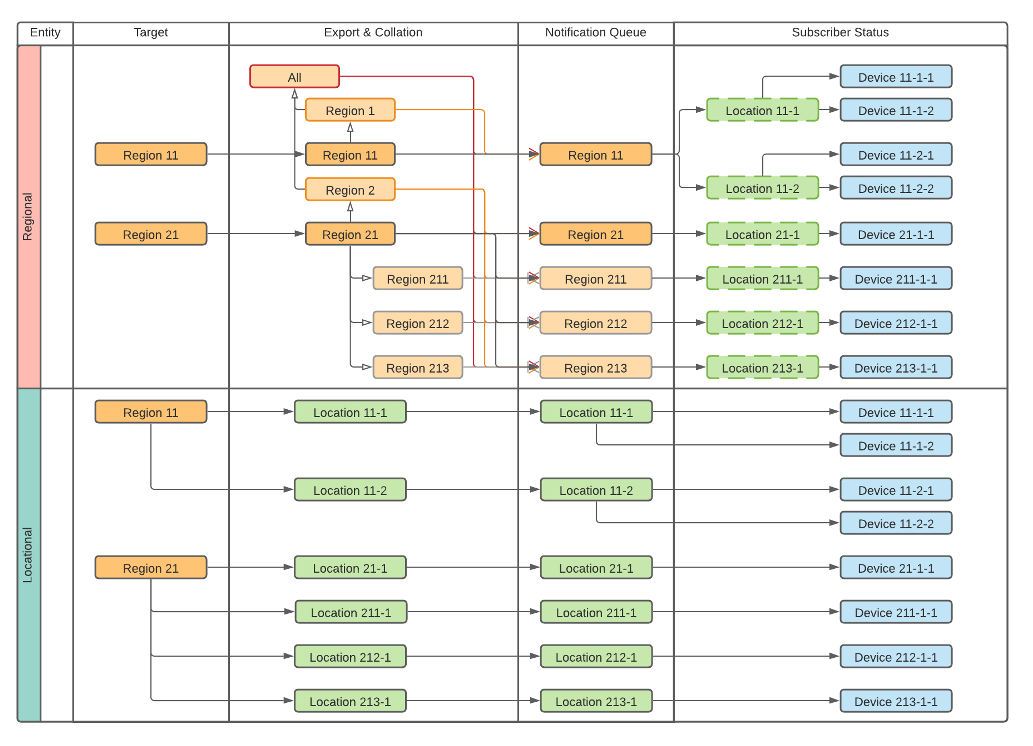 Entity
Target
Export & Collation
Notification Queue
Subscriber Status
Regional
All
Device 11-1-1
Region 1
Location 11-1
Device 11-1-2
Region 11
Region 11
Region 11
Device 11-2-1
Region 2
Location 11-2
Device 11-2-2
Region 21
Region 21
Region 21
Location 21-1
Device 21-1-1
Region 211
Region 211
Location 211-1
Device 211-1-1
Region 212
Region 212
Location 212-1
Device 212-1-1
Region 213
Region 213
Location 213-1
Device 213-1-1
Locational
Region 11
Location 11-1
Location 11-1
Device 11-1-1
Device 11-1-2
Location 11-2
Location 11-2
Device 11-2-1
Device 11-2-2
Region 21
Location 21-1
Location 21-1
Device 21-1-1
Location 211-1
Location 211-1
Device 211-1-1
Location 212-1
Location 212-1
Device 212-1-1
Location 213-1
Location 213-1
Device 213-1-1